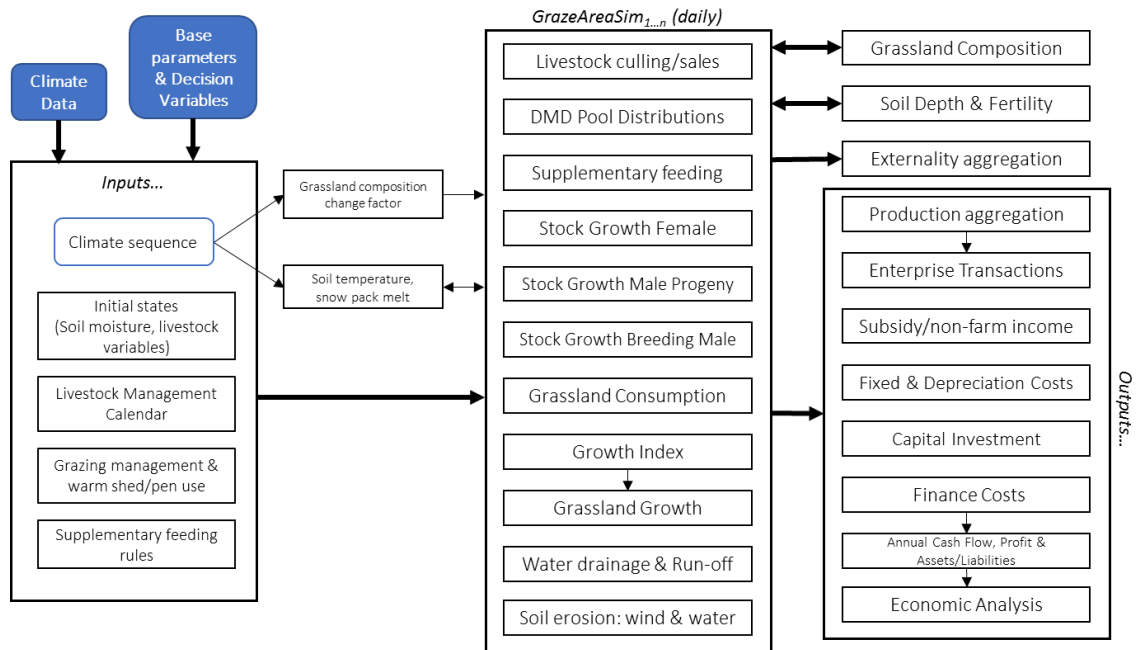 Climate
Data
Base
parameters
& Decision
Variables
Inputs...
Climate sequence
Initial states
(Soil moisture, livestock
variables)
Livestock Management
Calendar
Grazing management &
warm shed/pen use
Supplementary feeding
rules
Grassland composition
change factor
Soil temperature,
snow pack melt
GrazeAreaSim1...n (daily)
Livestock culling/sales
DMD Pool Distributions
Supplementary feeding
Stock Growth Female
Stock Growth Male Progeny
Stock Growth Breeding Male
Grassland Consumption
Growth Index
Grassland Growth
Water drainage & Run-off
Soil erosion: wind & water
Grassland Composition
Soil Depth & Fertility
Externality aggregation
Production aggregation
Enterprise Transactions
Subsidy/non-farm income
Fixed & Depreciation Costs
Capital Investment
Finance Costs
Annual Cash Flow, Profit &
Assets/Liabilities
Economic Analysis
Outputs...